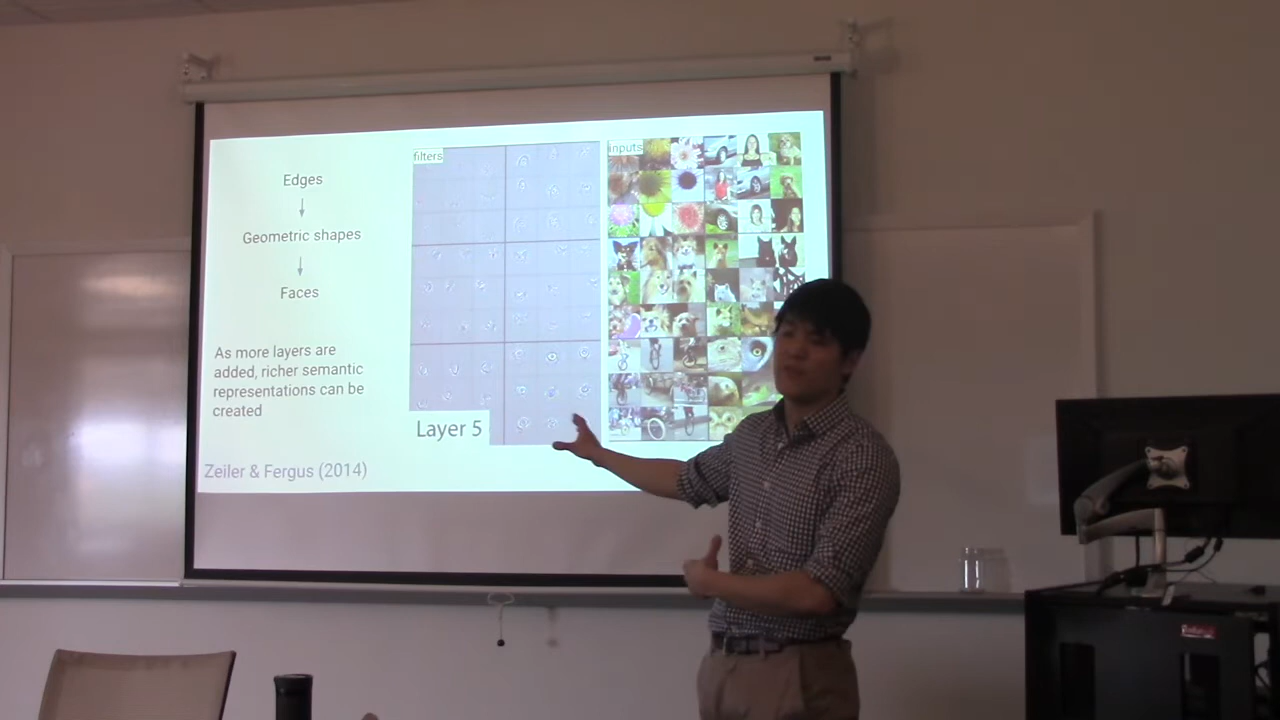 Edges
Geometric shapes
Faces
As more layers are
added, richer semantic
representations can be
created
Zeiler & Fergus (2014)
filters
Layer 5
inputs